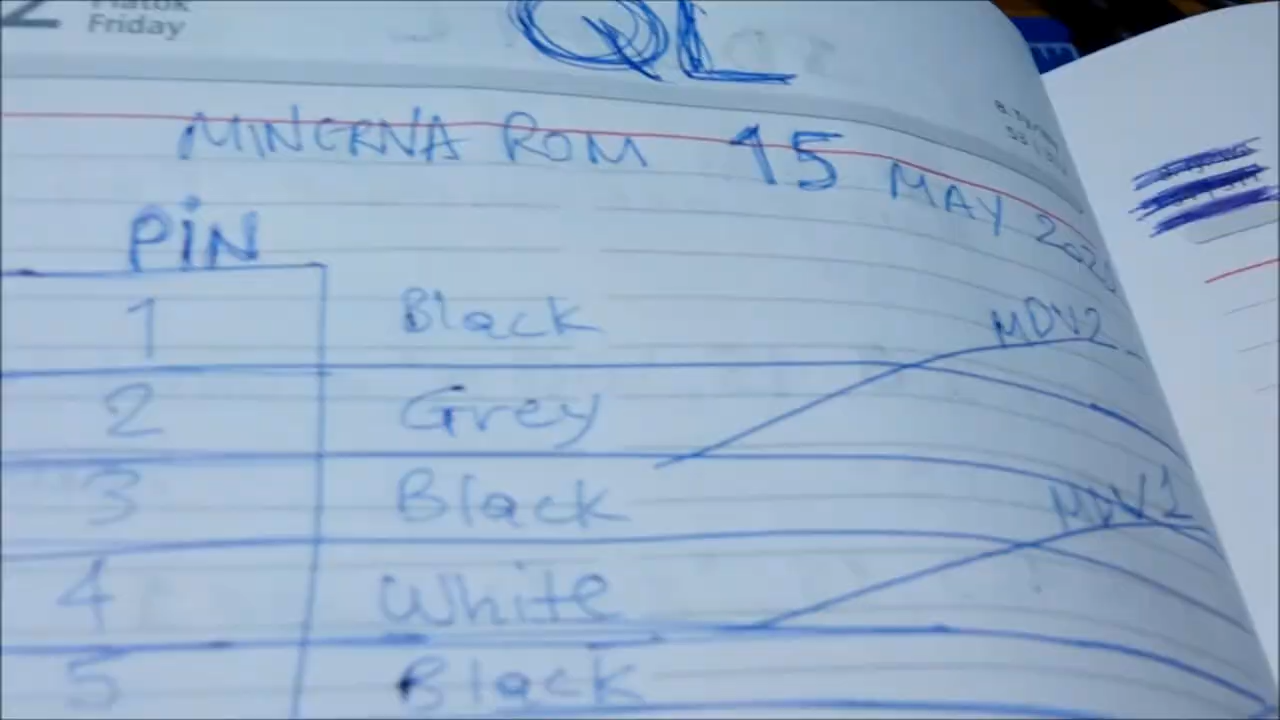 Piatok
Friday
QL
MINERVA ROM 15 MAY
PIN
1 Black MDV2
2 Grey
3 Black MDV1
4 White
5 Black